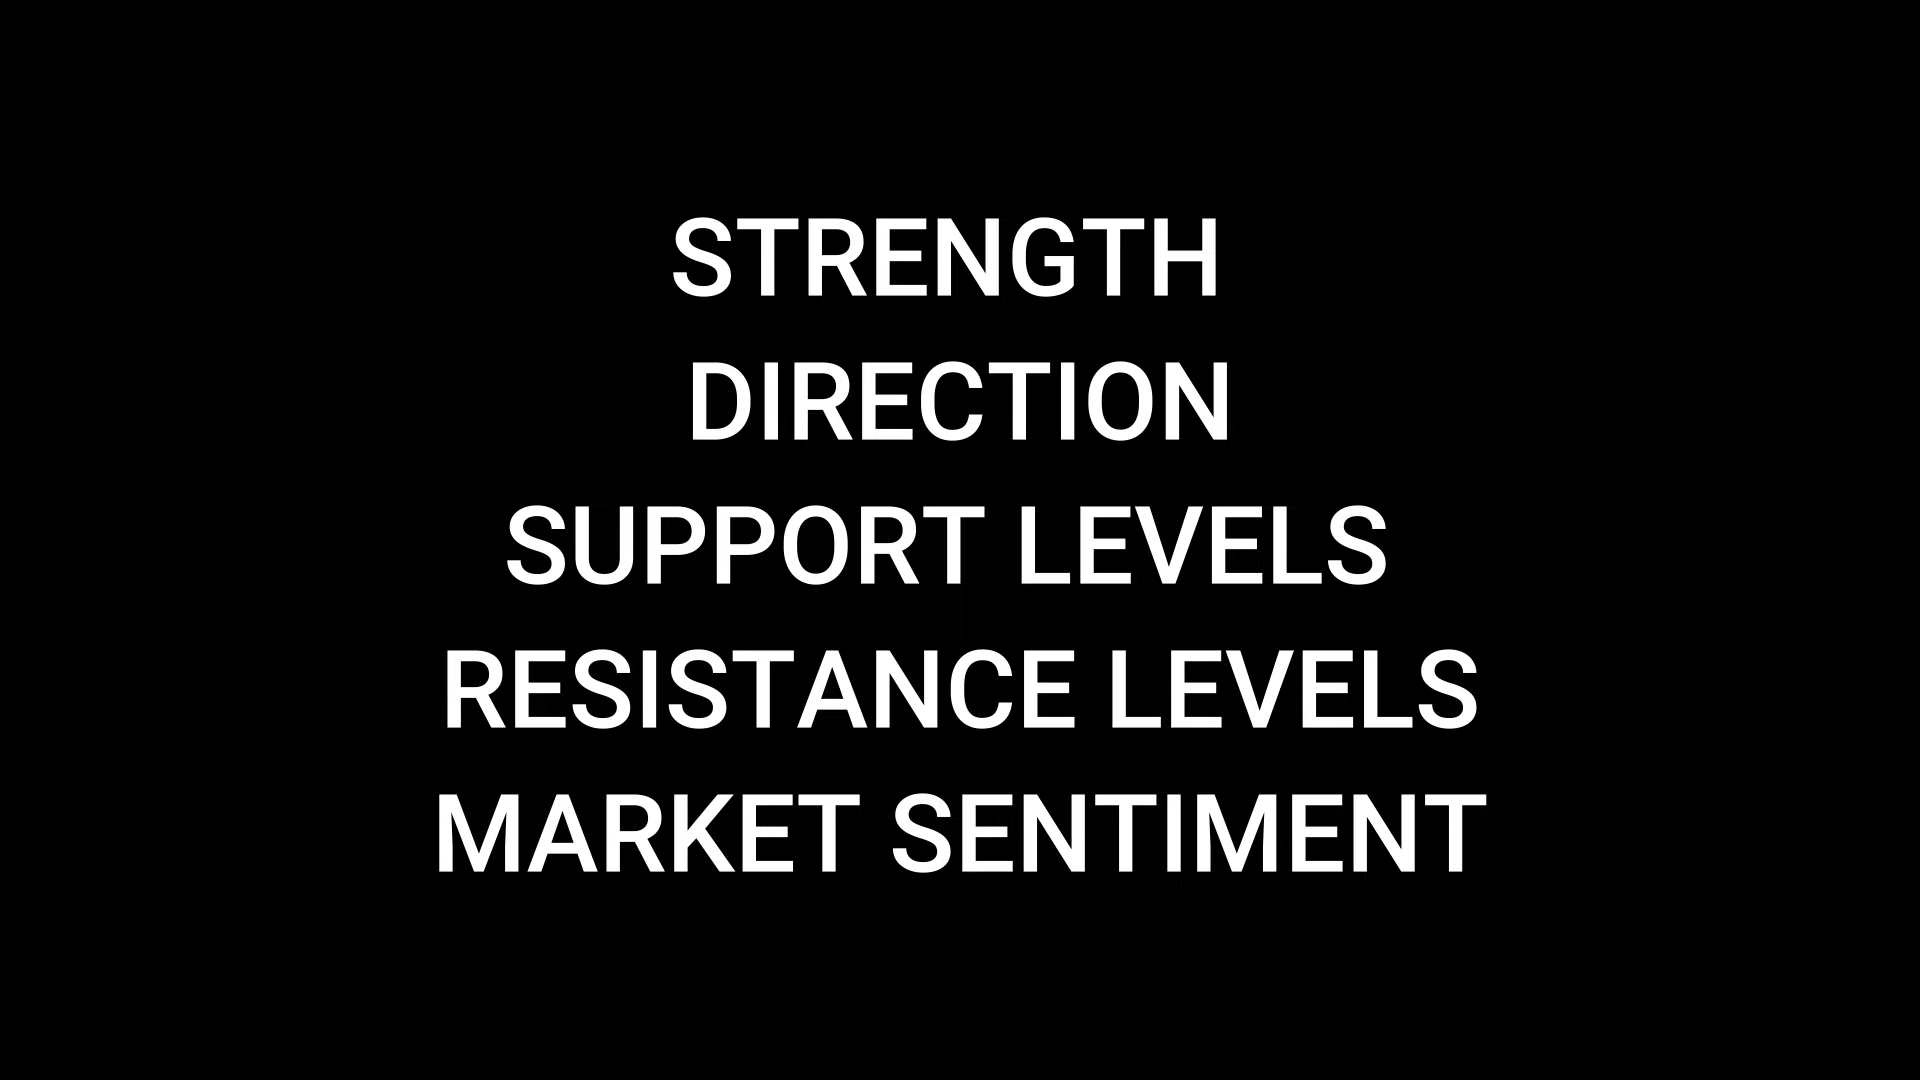 STRENGTH
DIRECTION
SUPPORT LEVELS
RESISTANCE LEVELS
MARKET SENTIMENT